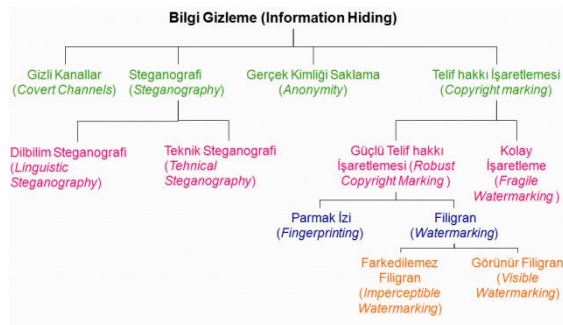 Bilgi Gizleme (Information Hiding)
Gizli Kanallar
(Covert Channels)
Steganografi
(Steganography)
Gerçek Kimliği Saklama
(Anonymity)
Telif hakkı İşaretlemesi
(Copyright marking)
Dilbilim Steganografi
(Linguistic
Steganography)
Teknik Steganografi
(Tehnical
Steganography)
Güçlü Telif hakkı
İşaretlemesi (Robust
Copyright Marking )
Kolay
İşaretleme
(Fragile
Watermarking )
Parmak İzi
(Fingerprinting)
Filigran
(Watermarking)
Farkedilemez
Filigran
(Imperceptible
Watermarking)
Görünür Filigran
(Visible
Watermarking)